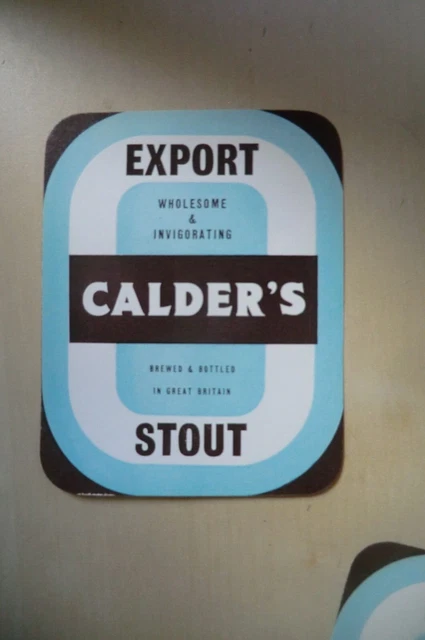 EXPORT
WHOLESOME
&
INVIGORATING
CALDER'S
BREWED & BOTTLED
IN GREAT BRITAIN
STOUT